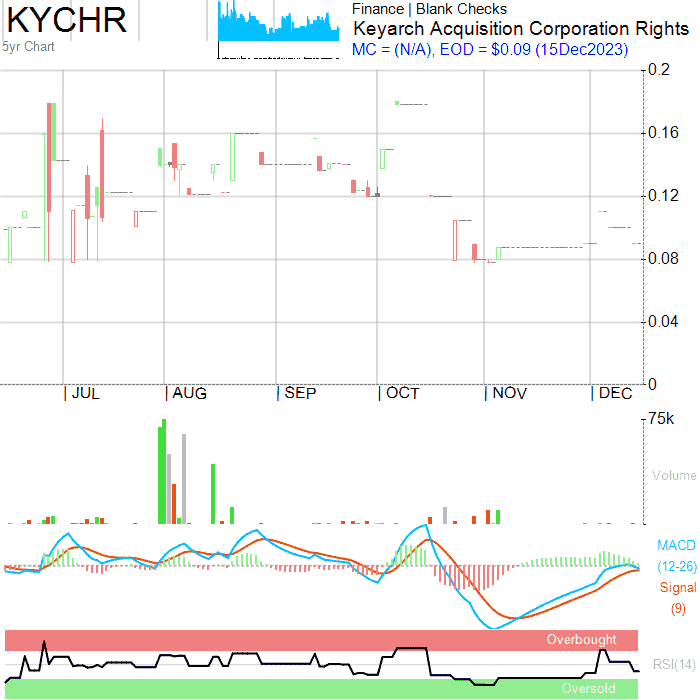 KYCHR
5yr Chart
Finance | Blank Checks
Keyarch Acquisition Corporation Rights
MC = (N/A), EOD = $0.09 (15Dec2023)
0.2
0.16
0.12
0.08
0.04
0
JUL
AUG
SEP
OCT
NOV
DEC
75k
Volume
MACD
(12-26)
Signal
(9)
Overbought
RSI(14)
Oversold